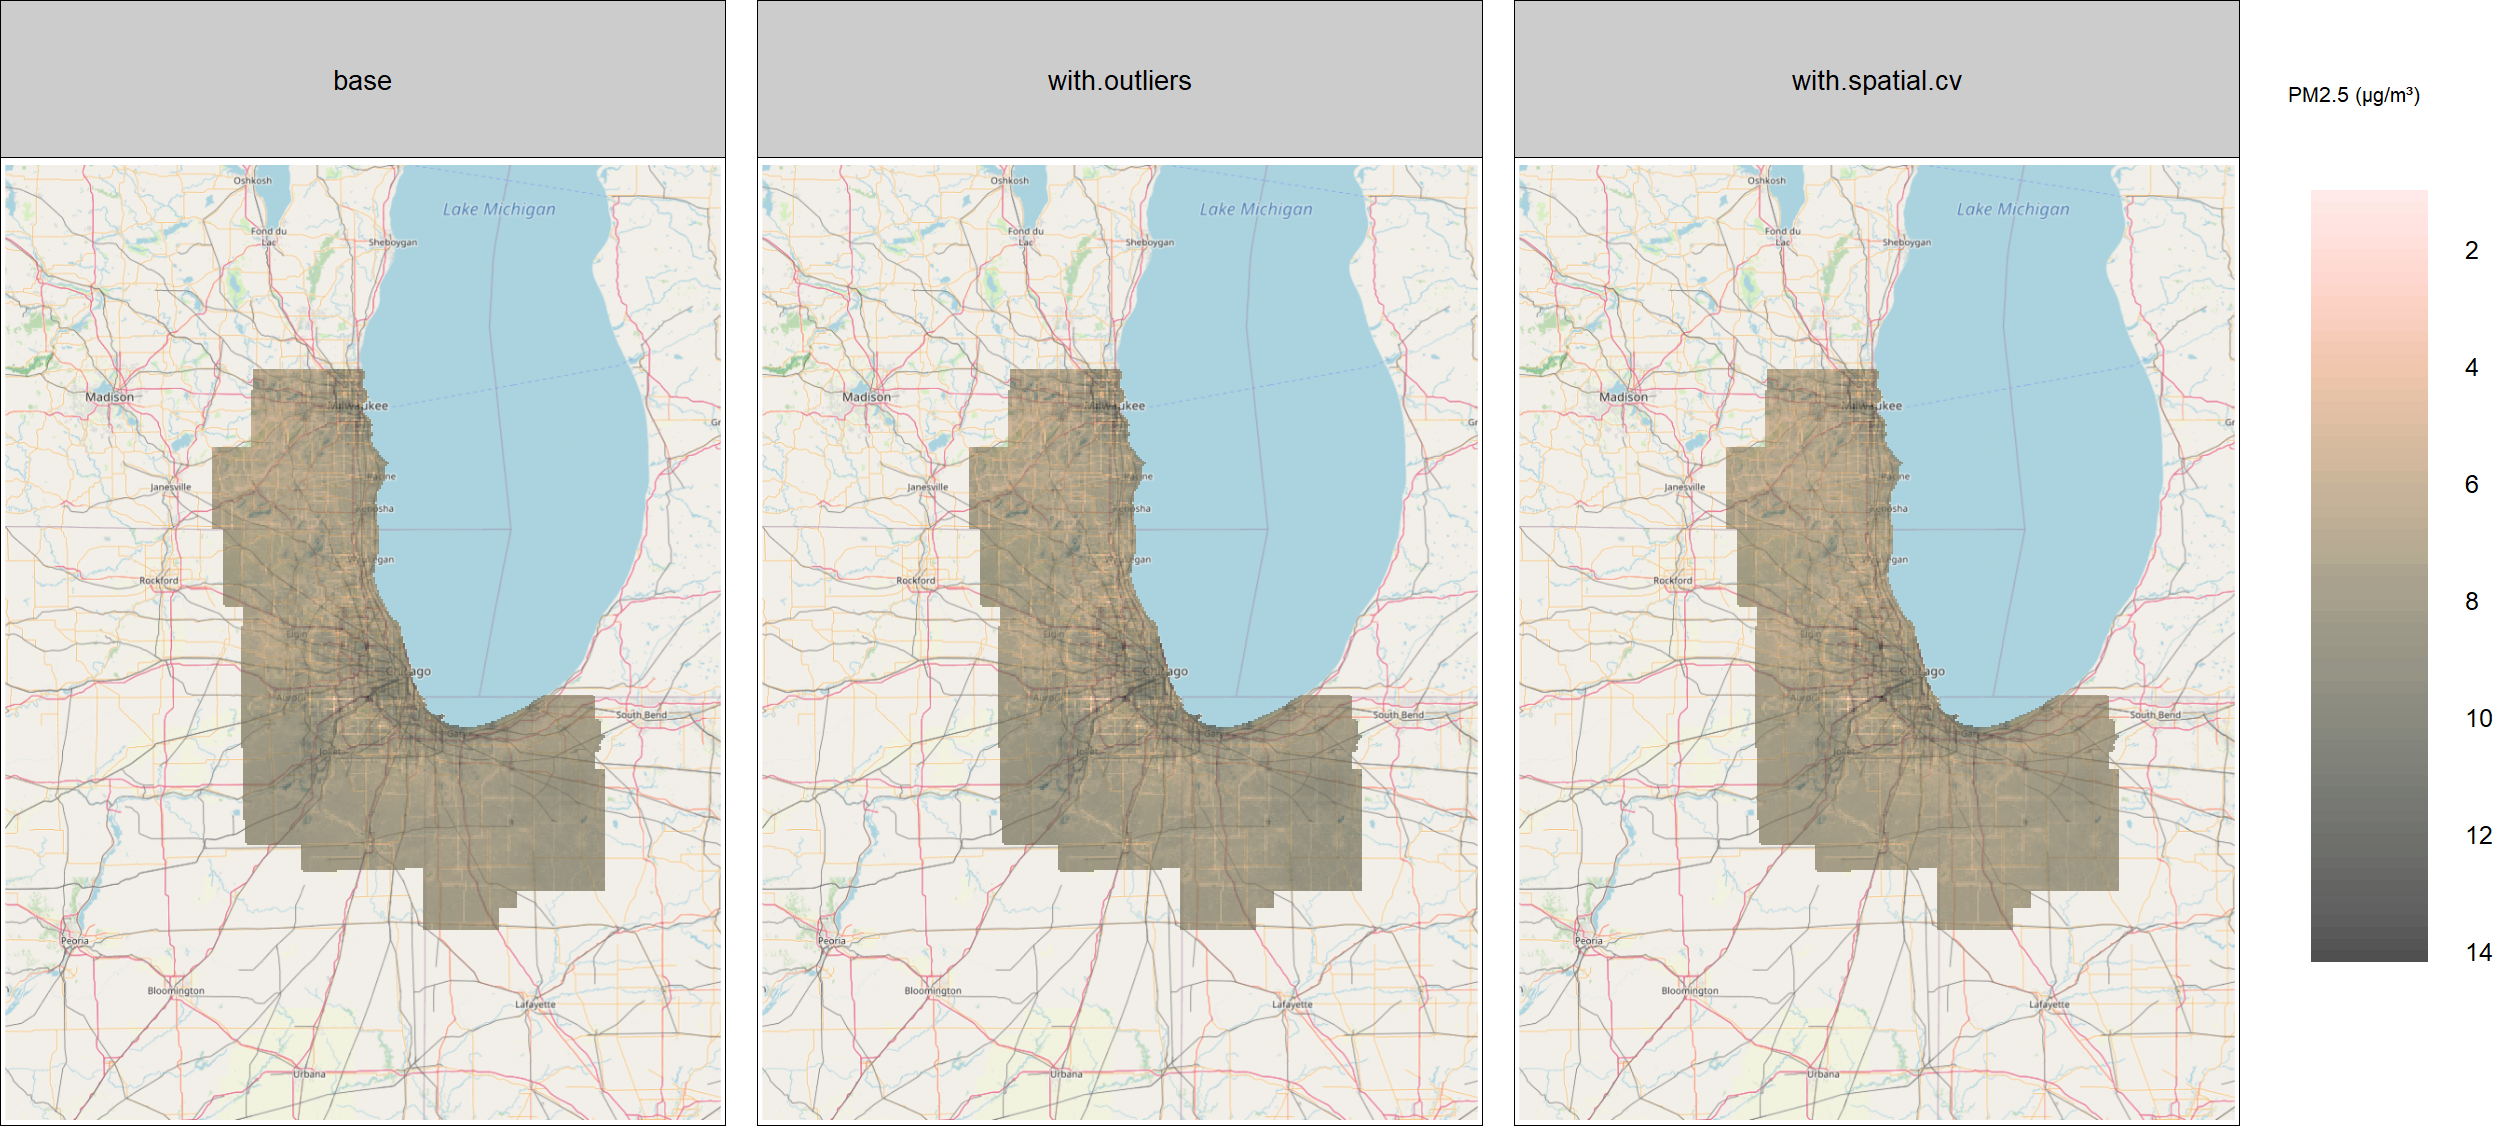 base
with.outliers
with.spatial.cv
PM2.5 (µg/m³)
2
4
6
8
10
12
14
Oshkosh
Lake Michigan
Fond du
Lac
Sheboygan
Madison
Milwaukee
Janesville
Racine
Kenosha
Waukegan
Rockford
Elgin
Chicago
Aurora
South Bend
Gary
Joliet
Peoria
Bloomington
Lafayette
Urbana
Oshkosh
Lake Michigan
Fond du
Lac
Sheboygan
Madison
Milwaukee
Janesville
Racine
Kenosha
Waukegan
Rockford
Elgin
Chicago
Aurora
South Bend
Gary
Joliet
Peoria
Bloomington
Lafayette
Urbana
Oshkosh
Lake Michigan
Fond du
Lac
Sheboygan
Madison
Milwaukee
Janesville
Racine
Kenosha
Waukegan
Rockford
Elgin
Chicago
Aurora
South Bend
Gary
Joliet
Peoria
Bloomington
Lafayette
Urbana